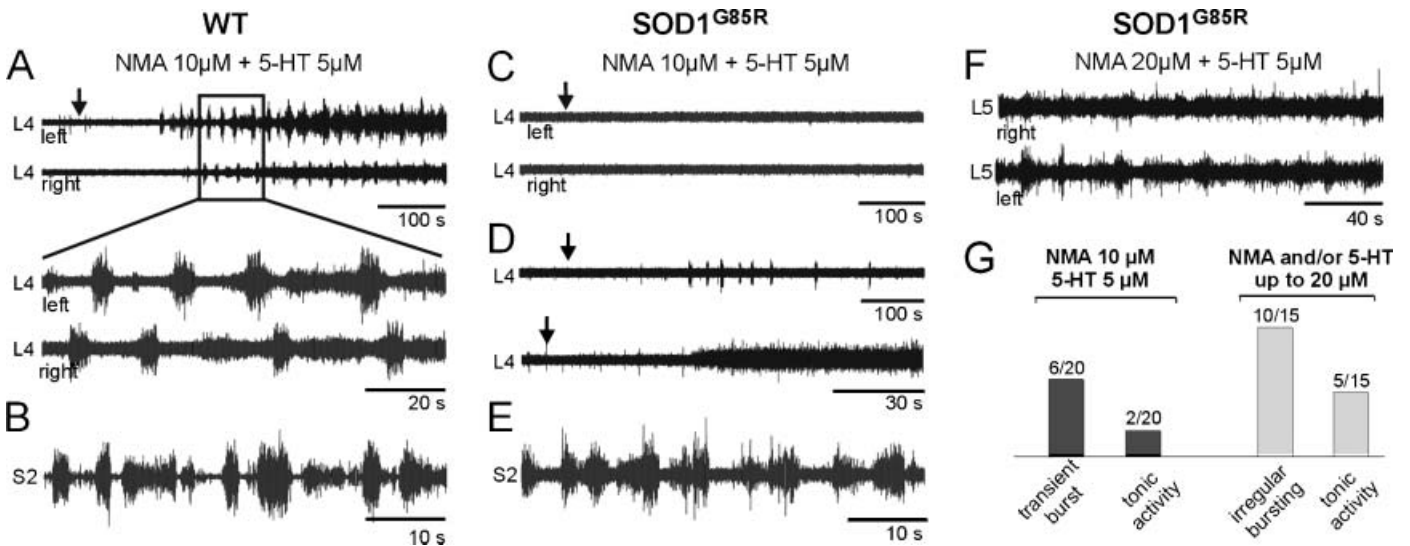 WT
A
NMA 10µM + 5-HT 5µM
L4
left
L4
right
100 s
L4
left
L4
right
20 s
B
S2
10 s
SOD1G85R
C
NMA 10µM + 5-HT 5µM
L4
left
L4
right
100 s
D
L4
100 s
L4
30 s
E
S2
10 s
SOD1G85R
F
NMA 20µM + 5-HT 5µM
L5
right
L5
left
40 s
G
NMA 10 µM
5-HT 5 µM
NMA and/or 5-HT
up to 20 µM
6/20
2/20
10/15
5/15
transient
burst
tonic
activity
irregular
bursting
tonic
activity